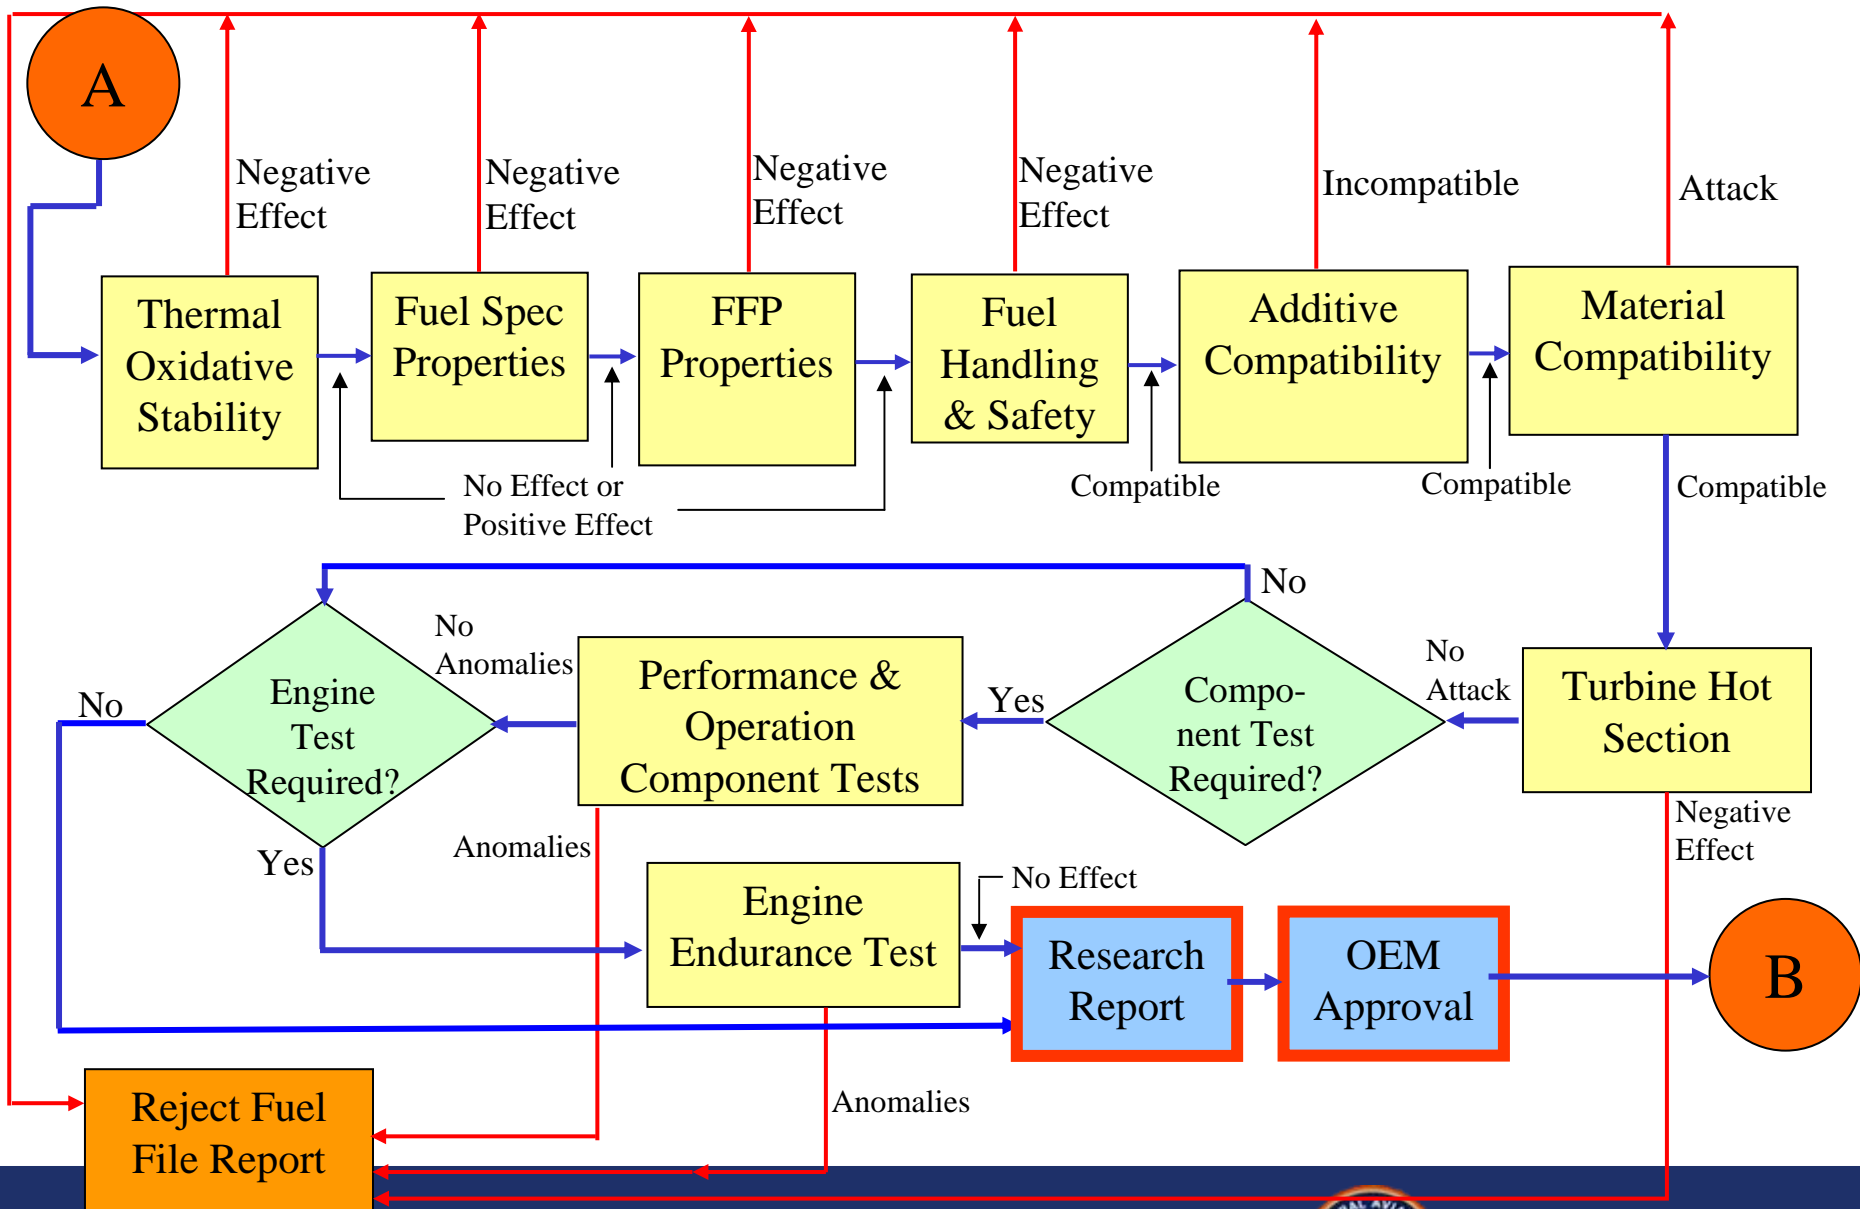 A
Negative
Effect
Negative
Effect
Negative
Effect
Negative
Effect
Incompatible
Attack
Thermal
Oxidative
Stability
Fuel Spec
Properties
FFP
Properties
Fuel
Handling
& Safety
Additive
Compatibility
Material
Compatibility
No Effect or
Positive Effect
Compatible
Compatible
Compatible
No
No
Anomalies
No
Attack
No
Engine
Test
Required?
Performance &
Operation
Component Tests
Yes
Compo-
nent Test
Required?
Turbine Hot
Section
Yes
Anomalies
Negative
Effect
Engine
Endurance Test
No Effect
Research
Report
OEM
Approval
B
Anomalies
Reject Fuel
File Report